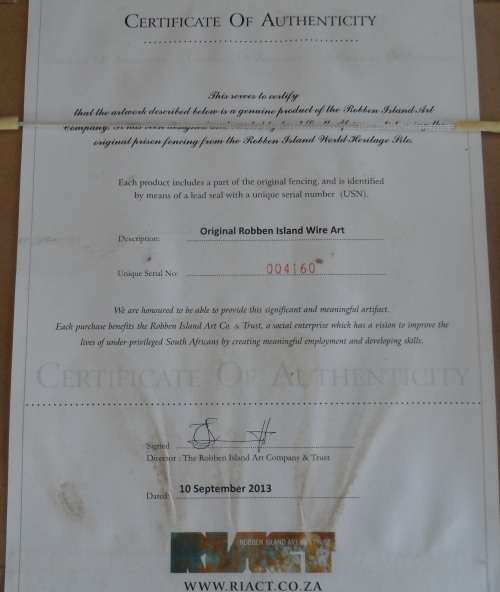 CERTIFICATE OF AUTHENTICITY
This serves to certify
that the artwork described below is a genuine product of the Robben Island Art
Company. It has been designed
original prison fencing from the Robben Island World Heritage Site.
Each product includes a part of the original fencing, and is identified
by means of a lead seal with a unique serial number (USN).
Description: Original Robben Island Wire Art
Unique Serial No: 004160
We are honoured to be able to provide this significant and meaningful artifact.
Each purchase benefits the Robben Island Art Co. & Trust, a social enterprise which has a vision to improve the
lives of under-privileged South Africans by creating meaningful employment and developing skills.
CERTIFICATE OF AUTHENTICITY
Signed
Director : The Robben Island Art Company & Trust
Dated 10 September 2013
RIACT
ROBBEN ISLAND ART & TRUST
WWW.RIACT.CO.ZA